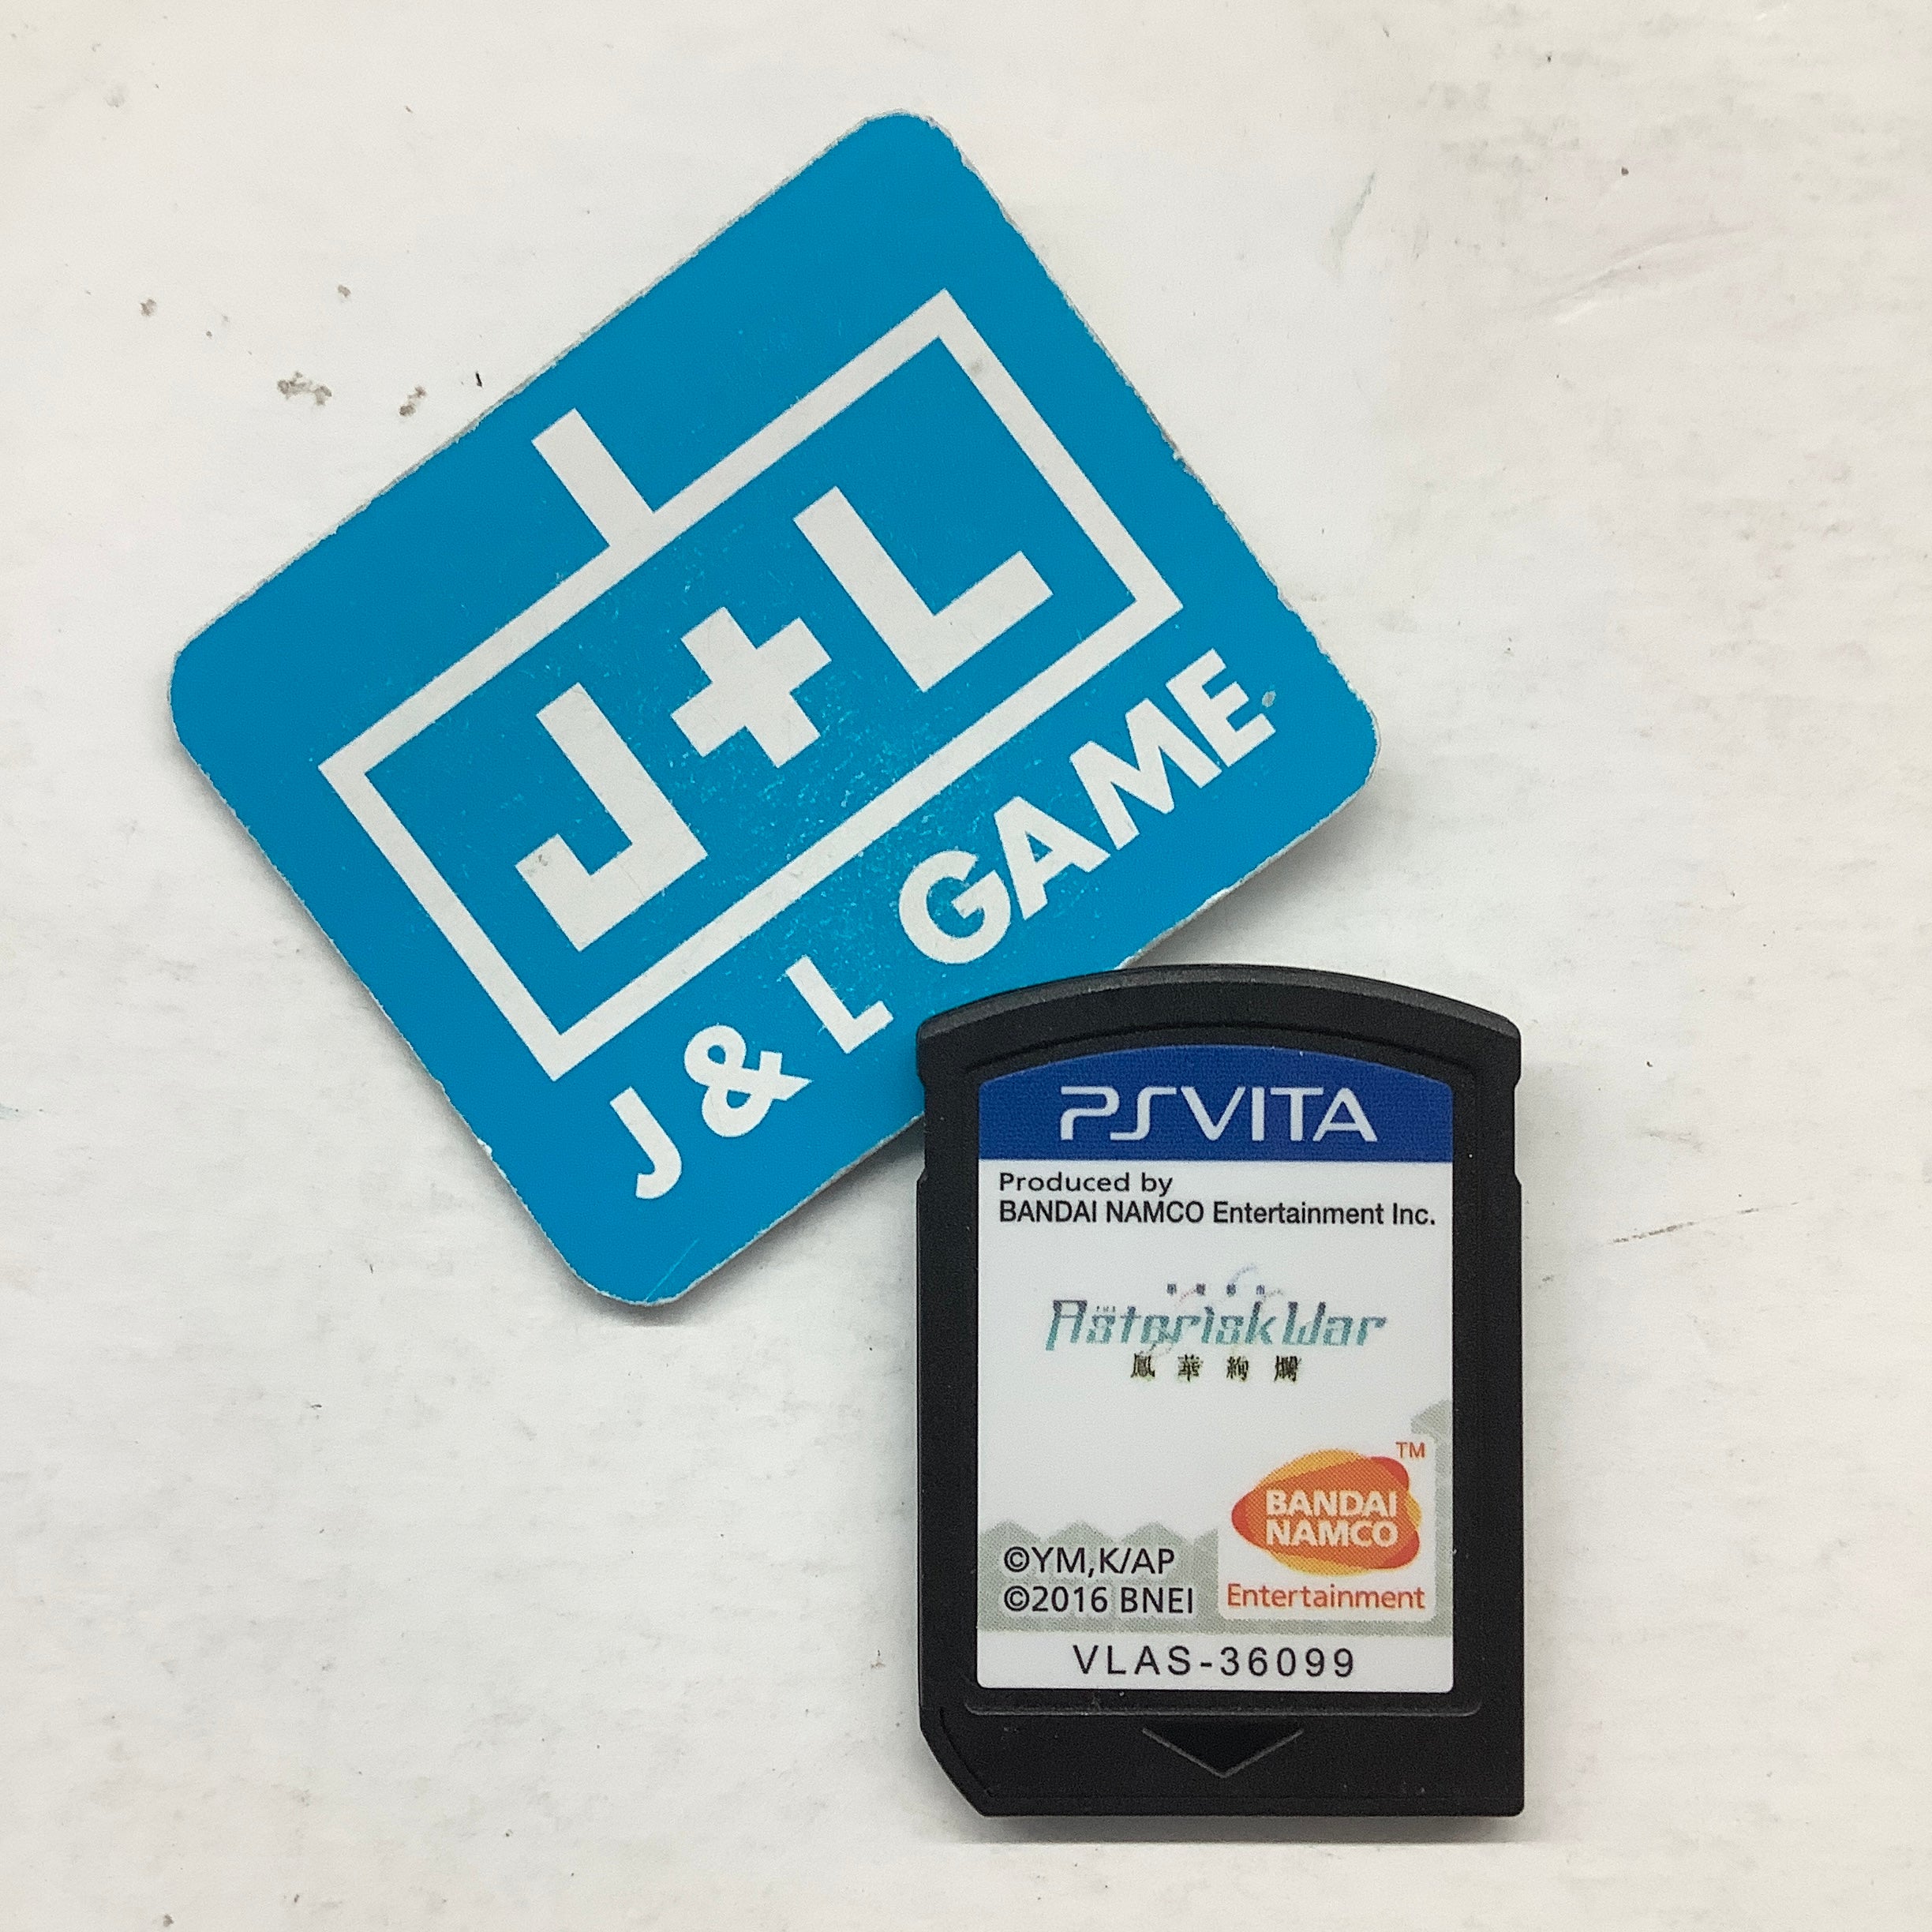 J+L
J & L GAME
PSVITA
Produced by
BANDAI NAMCO Entertainment Inc.
THE Asterisk War
鳳華絢爛
TM
BANDAI
NAMCO
Entertainment
©YM,K/AP
©2016 BNEI
VLAS-36099